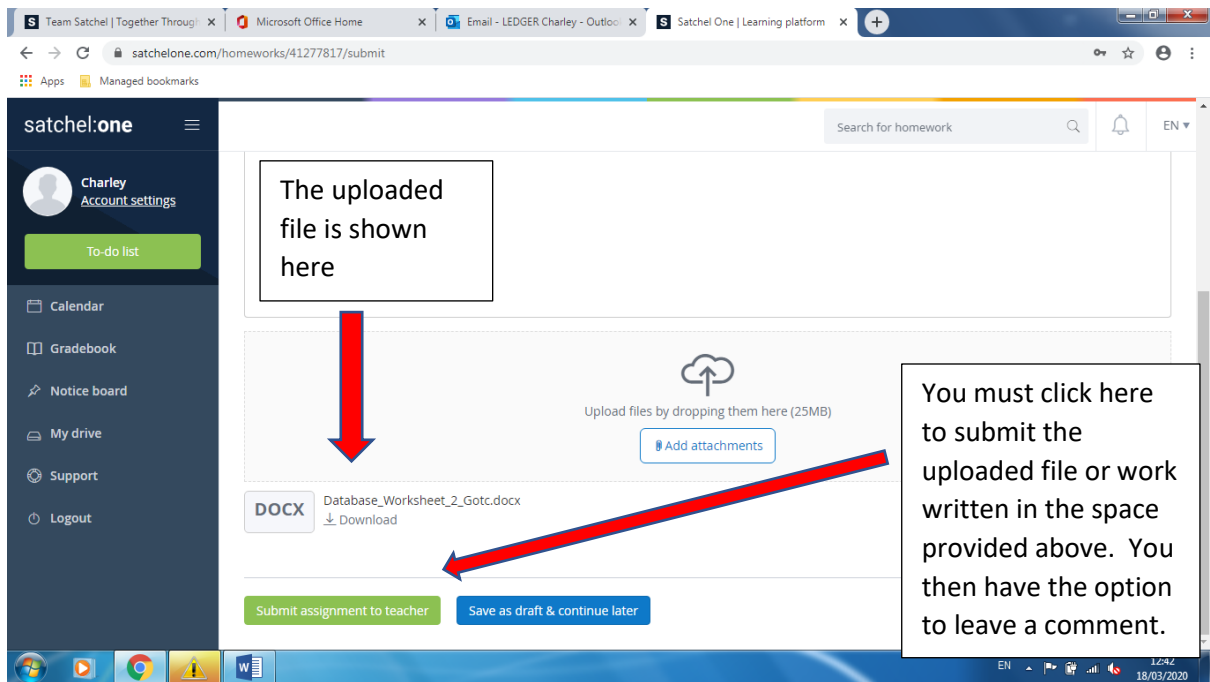 Team Satchel | Together Through
Microsoft Office Home
Email - LEDGER Charley - Outloo
Satchel One | Learning platform
satchelone.com/homeworks/41277817/submit
Apps
Managed bookmarks
satchel:one
Search for homework
EN
Charley
Account settings
To-do list
Calendar
Gradebook
Notice board
My drive
Support
Logout
The uploaded
file is shown
here
Upload files by dropping them here (25MB)
Add attachments
DOCX
Database_Worksheet_2_Gotc.docx
Download
Submit assignment to teacher
Save as draft & continue later
You must click here
to submit the
uploaded file or work
written in the space
provided above. You
then have the option
to leave a comment.
EN
12:42
18/03/2020